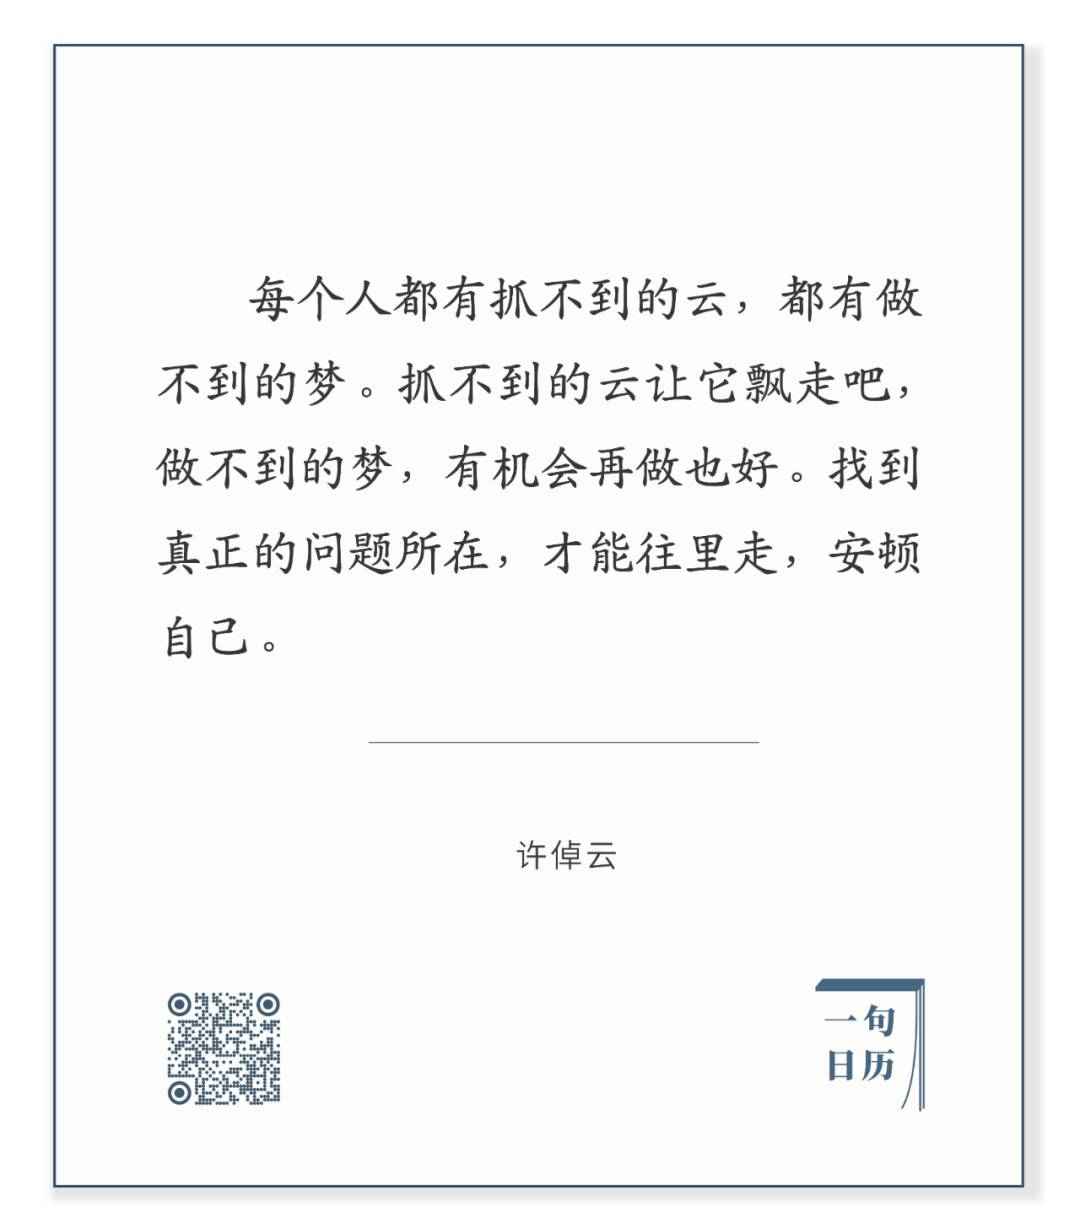 每个人都有抓不到的云，都有做
不到的梦。抓不到的云让它飘走吧，
做不到的梦，有机会再做也好。找到
真正的问题所在，才能往里走，安顿
自己。
许倬云
一句
日历